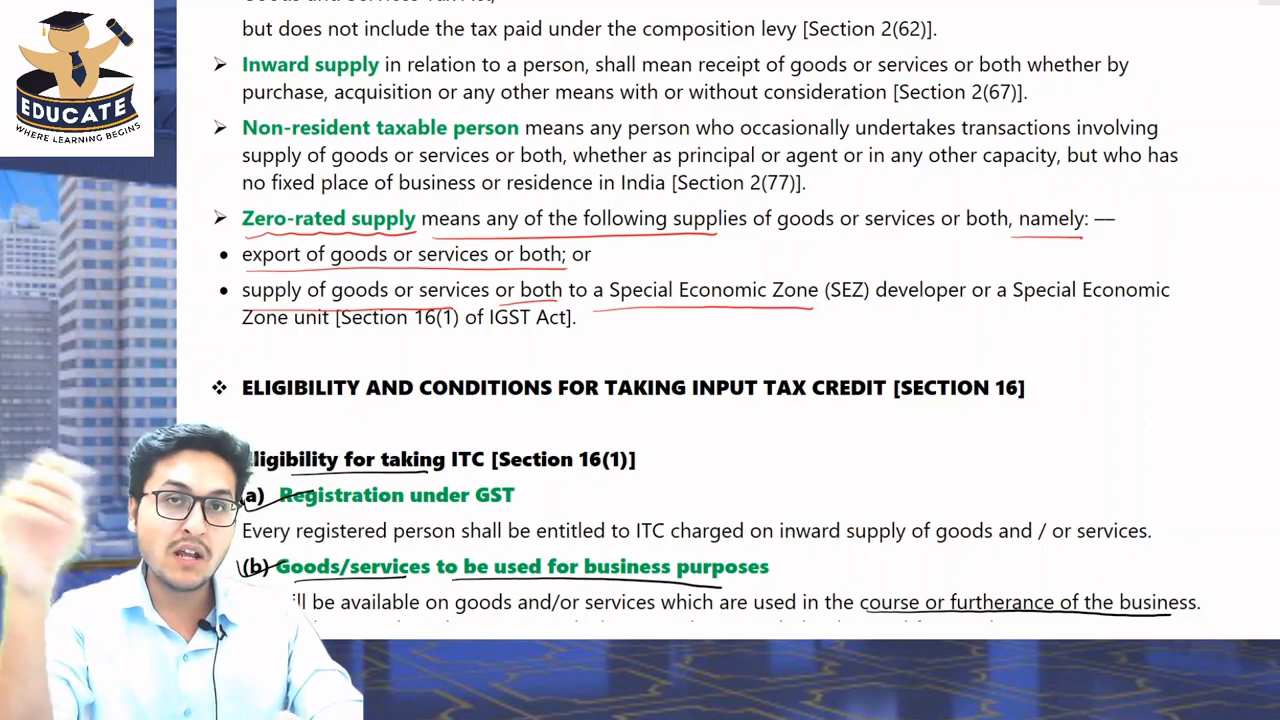 EDUCATE
WHERE LEARNING BEGINS
but does not include the tax paid under the composition levy [Section 2(62)].
➢ Inward supply in relation to a person, shall mean receipt of goods or services or both whether by
purchase, acquisition or any other means with or without consideration [Section 2(67)].
➢ Non-resident taxable person means any person who occasionally undertakes transactions involving
supply of goods or services or both, whether as principal or agent or in any other capacity, but who has
no fixed place of business or residence in India [Section 2(77)].
➢ Zero-rated supply means any of the following supplies of goods or services or both, namely: —
• export of goods or services or both; or
• supply of goods or services or both to a Special Economic Zone (SEZ) developer or a Special Economic
Zone unit [Section 16(1) of IGST Act].
❖ ELIGIBILITY AND CONDITIONS FOR TAKING INPUT TAX CREDIT [SECTION 16]
ligibility for taking ITC [Section 16(1)]
a) Registration under GST
Every registered person shall be entitled to ITC charged on inward supply of goods and / or services.
(b) Goods/services to be used for business purposes
ll be available on goods and/or services which are used in the course or furtherance of the business.